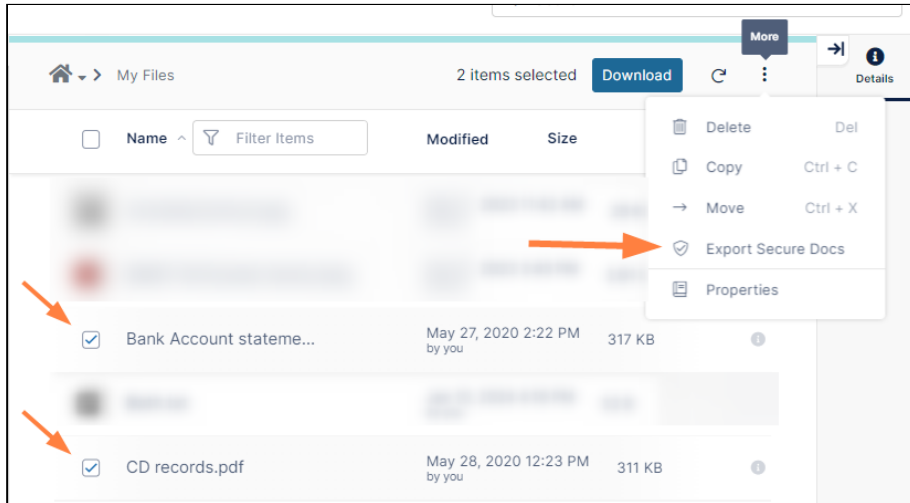 More
My Files
2 items selected
Download
Details
Name
Filter Items
Modified
Size
Delete Del
Copy Ctrl + C
Move Ctrl + X
Export Secure Docs
Properties
Bank Account stateme...
May 27, 2020 2:22 PM
by you
317 KB
CD records.pdf
May 28, 2020 12:23 PM
by you
311 KB